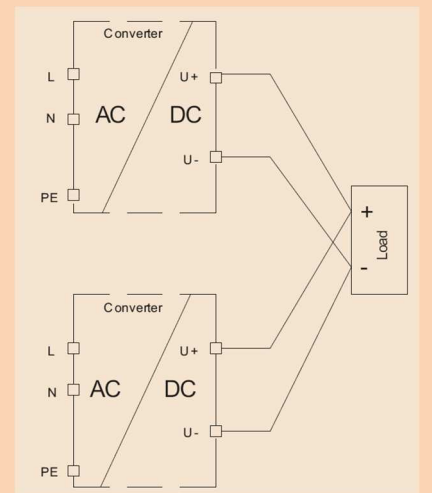 Converter
L
U+
N
AC
DC
U-
PE
+
Load
-
Converter
L
U+
N
AC
DC
U-
PE